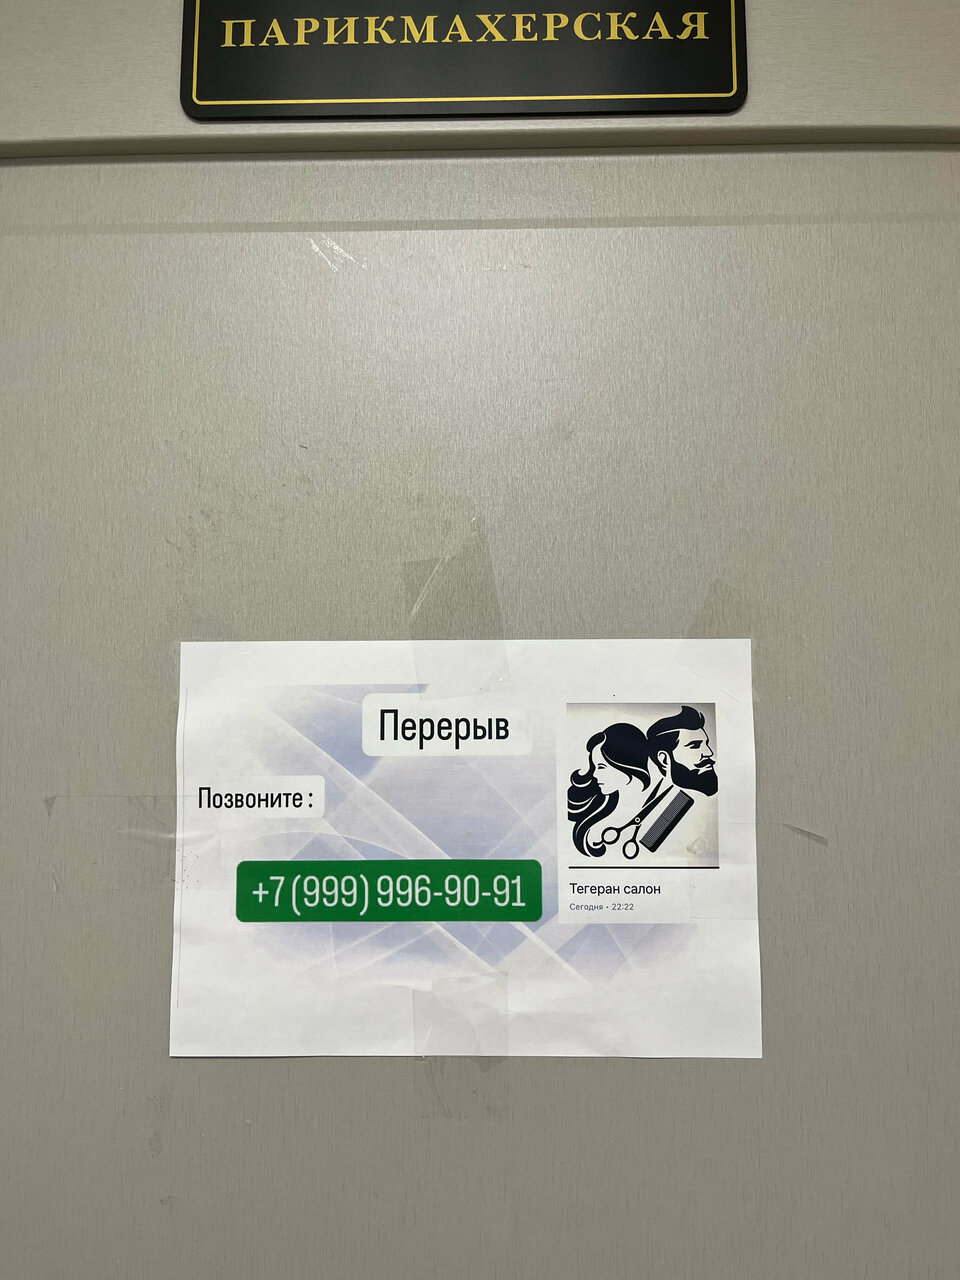 ПАРИКМАХЕРСКАЯ
Перерыв
Позвоните :
+7 (999) 996-90-91
Тегеран салон
Сегодня • 22:22